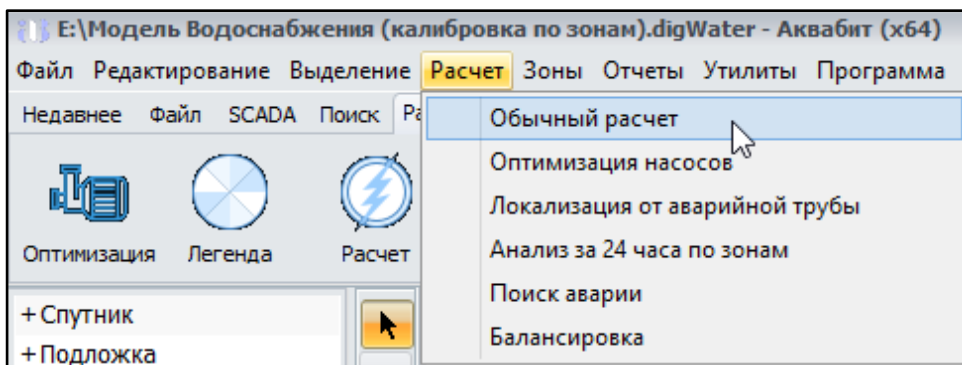 E:\Модель Водоснабжения (калибровка по зонам).digWater - Аквабит (x64)
Файл Редактирование Выделение Расчет Зоны Отчеты Утилиты Программа
Недавнее Файл SCADA Поиск
Обычный расчет
Оптимизация насосов
Локализация от аварийной трубы
Анализ за 24 часа по зонам
Поиск аварии
Балансировка
Оптимизация Легенда Расчет
+Спутник
+Подложка